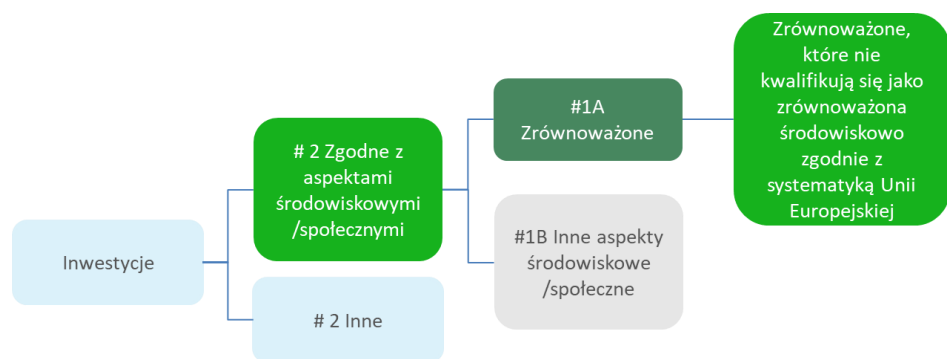 Inwestycje
# 2 Zgodne z
aspektami
środowiskowymi
/społecznymi
# 2 Inne
#1A
Zrównoważone
#1B Inne aspekty
środowiskowe
/społeczne
Zrównoważone,
które nie
kwalifikują się jako
zrównoważona
środowiskowo
zgodnie z
systematyką Unii
Europejskiej